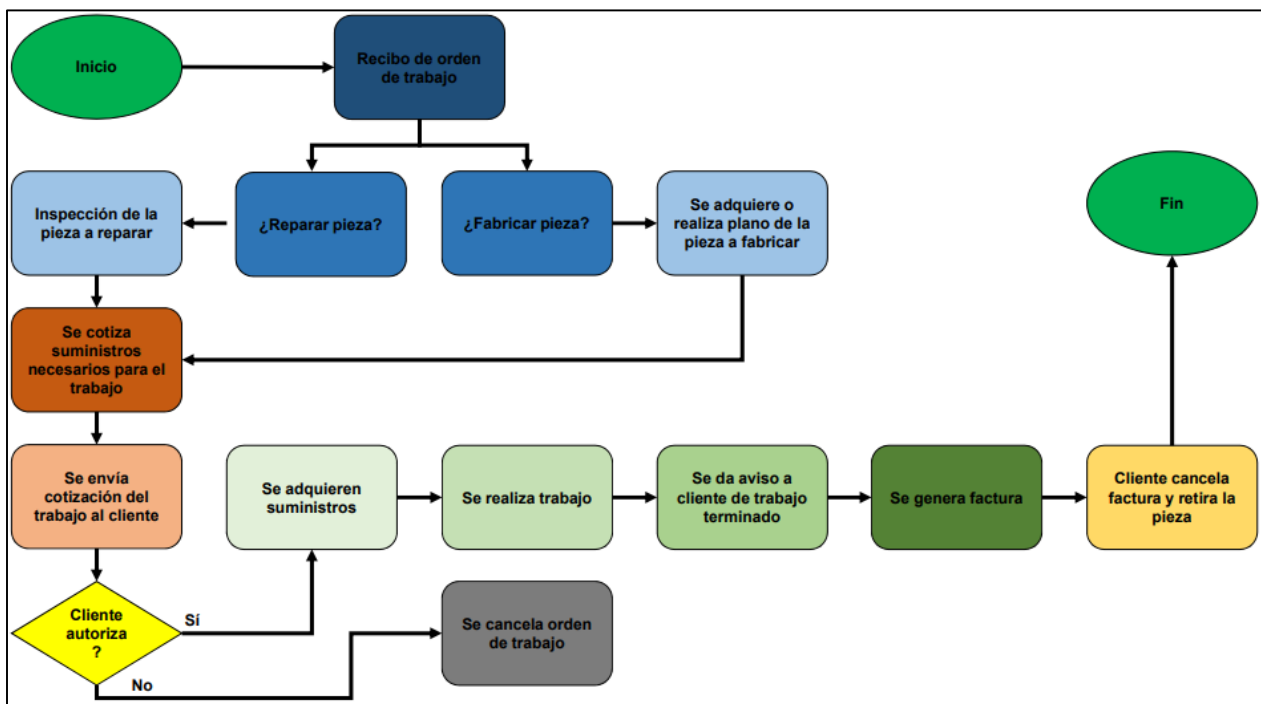 Inicio
Recibo de orden
de trabajo
Inspección de la
pieza a reparar
¿Reparar pieza?
¿Fabricar pieza?
Se adquiere o
realiza plano de la
pieza a fabricar
Fin
Se cotiza
suministros
necesarios para el
trabajo
Se envía
cotización del
trabajo al cliente
Se adquieren
suministros
Se realiza trabajo
Se da aviso a
cliente de trabajo
terminado
Se genera factura
Cliente cancela
factura y retira la
pieza
Cliente
autoriza
?
Sí
No
Se cancela orden
de trabajo